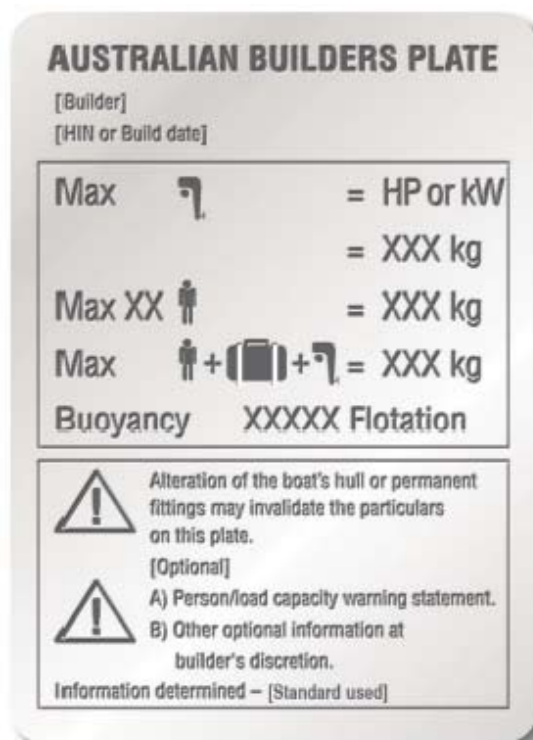 AUSTRALIAN BUILDERS PLATE
[Builder]
[HIN or Build date]
Max = HP or kW
= XXX kg
Max XX = XXX kg
Max + + = XXX kg
Buoyancy XXXXX Flotation
Alteration of the boat's hull or permanent
fittings may invalidate the particulars
on this plate.
[Optional]
A) Person/load capacity warning statement.
B) Other optional information at
builder's discretion.
Information determined – [Standard used]